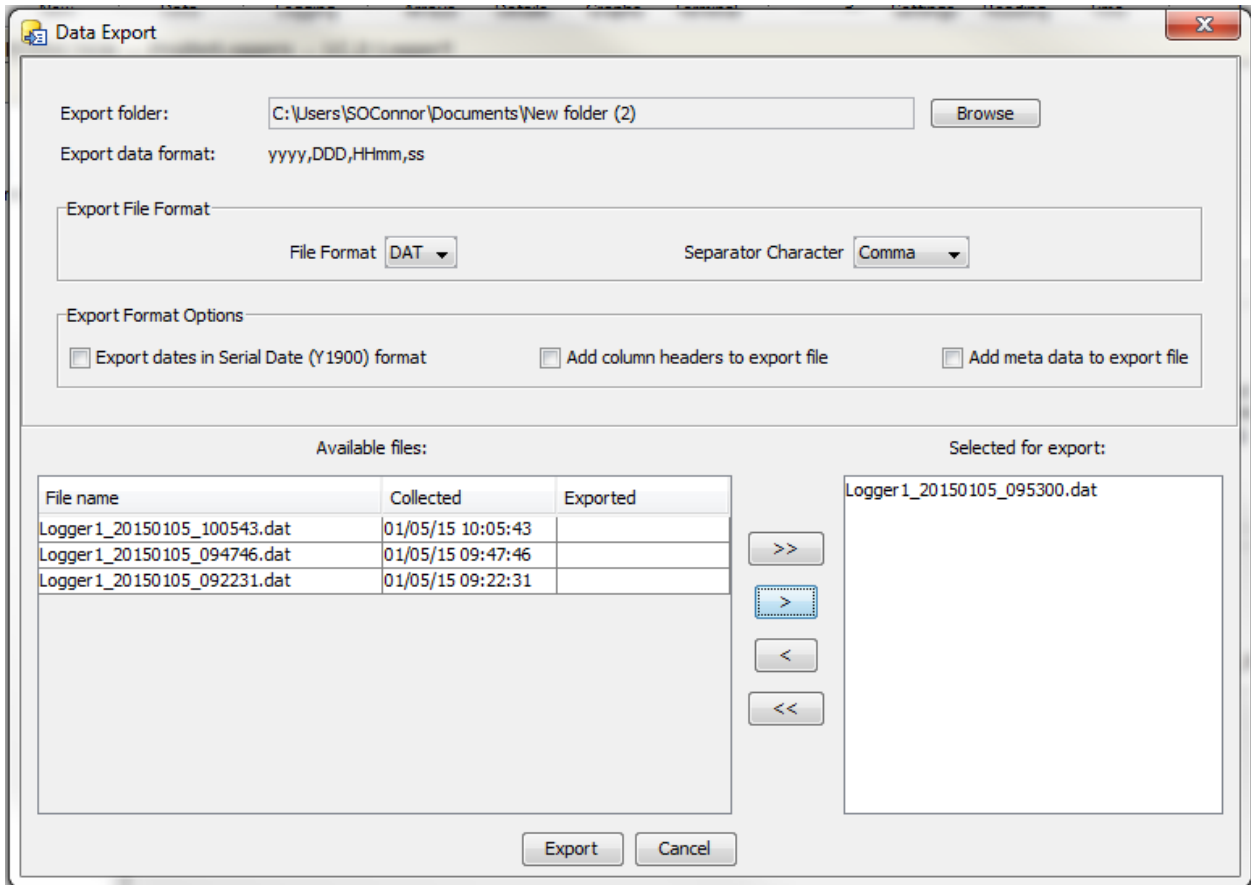 Data Export
X
Export folder: C:\Users\SOConnor\Documents\New folder (2) Browse
Export data format: yyyy,DDD,HHmm,ss
Export File Format
File Format DAT Separator Character Comma
Export Format Options
Export dates in Serial Date (Y1900) format Add column headers to export file Add meta data to export file
Available files: Selected for export:
File name Collected Exported
Logger1_20150105_095300.dat
Logger1_20150105_100543.dat 01/05/15 10:05:43
Logger1_20150105_094746.dat 01/05/15 09:47:46
Logger1_20150105_092231.dat 01/05/15 09:22:31
>>
>
<
<<
Export Cancel